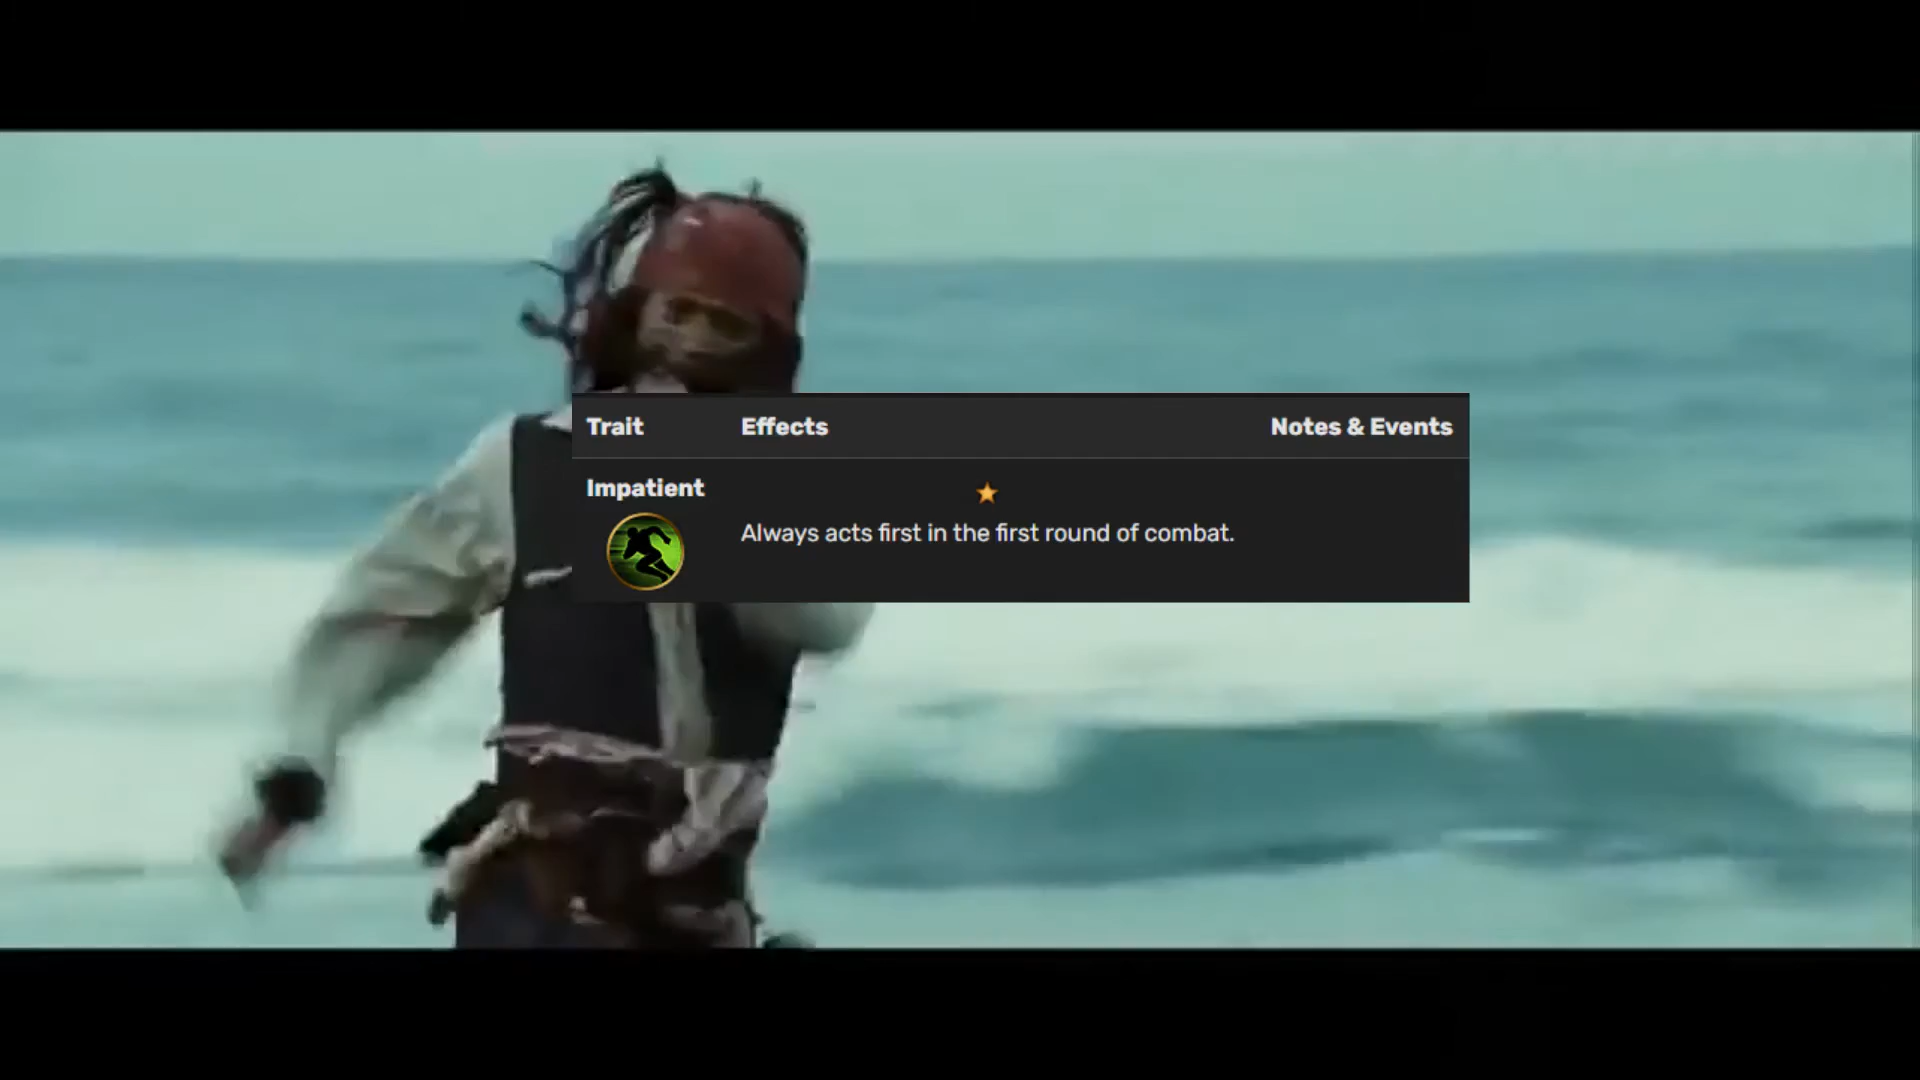 Trait Effects Notes & Events
Impatient
Always acts first in the first round of combat.